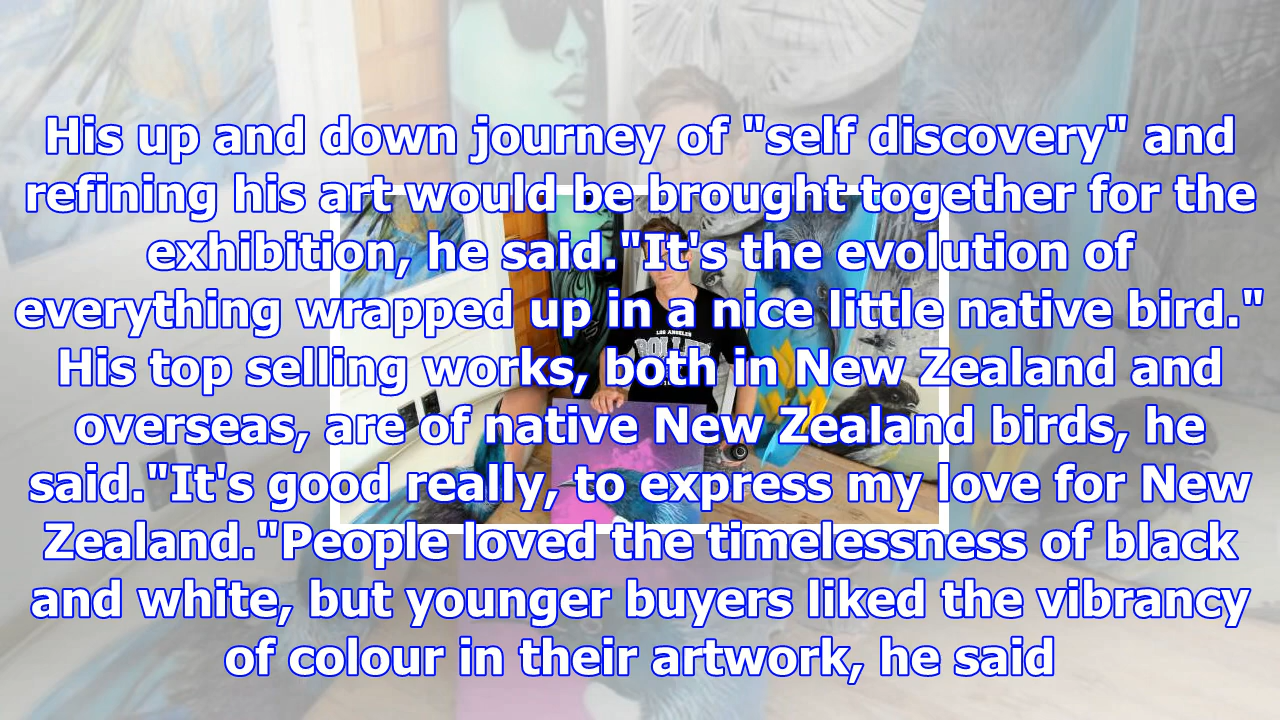 His up and down journey of "self discovery" and
refining his art would be brought together for the
exhibition, he said."It's the evolution of
everything wrapped up in a nice little native bird."
His top selling works, both in New Zealand and
overseas, are of native New Zealand birds, he
said."It's good really, to express my love for New
Zealand."People loved the timelessness of black
and white, but younger buyers liked the vibrancy
of colour in their artwork, he said
LOS ANGELES